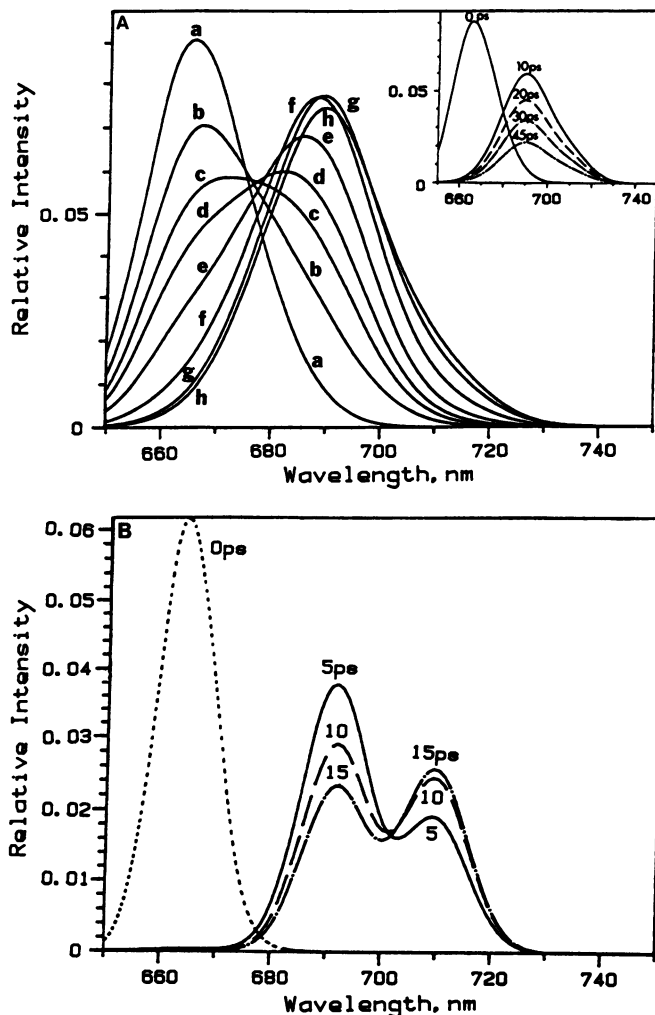 A
a
b
c
d
e
f
g
h
f
g
h
e
d
c
b
a
0.05
0
660
680
700
720
740
Relative Intensity
Wavelength, nm
0 ps
10ps
20ps
30ps
45ps
0.05
0
660
700
740
B
0ps
5ps
10
15
15ps
10
5
0.06
0.05
0.04
0.03
0.02
0.01
0
660
680
700
720
740
Relative Intensity
Wavelength, nm